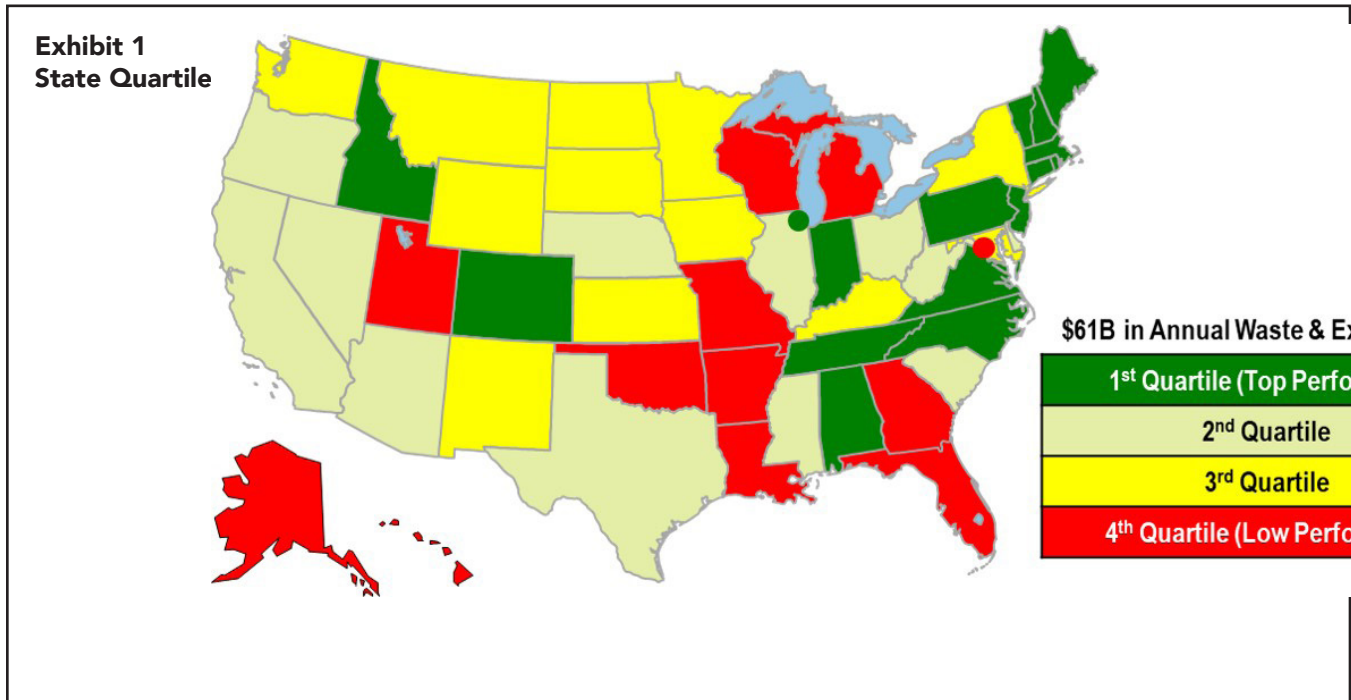 Exhibit 1
State Quartile
$61B in Annual Waste & Ex
1st Quartile (Top Perfo
2nd Quartile
3rd Quartile
4th Quartile (Low Perfo